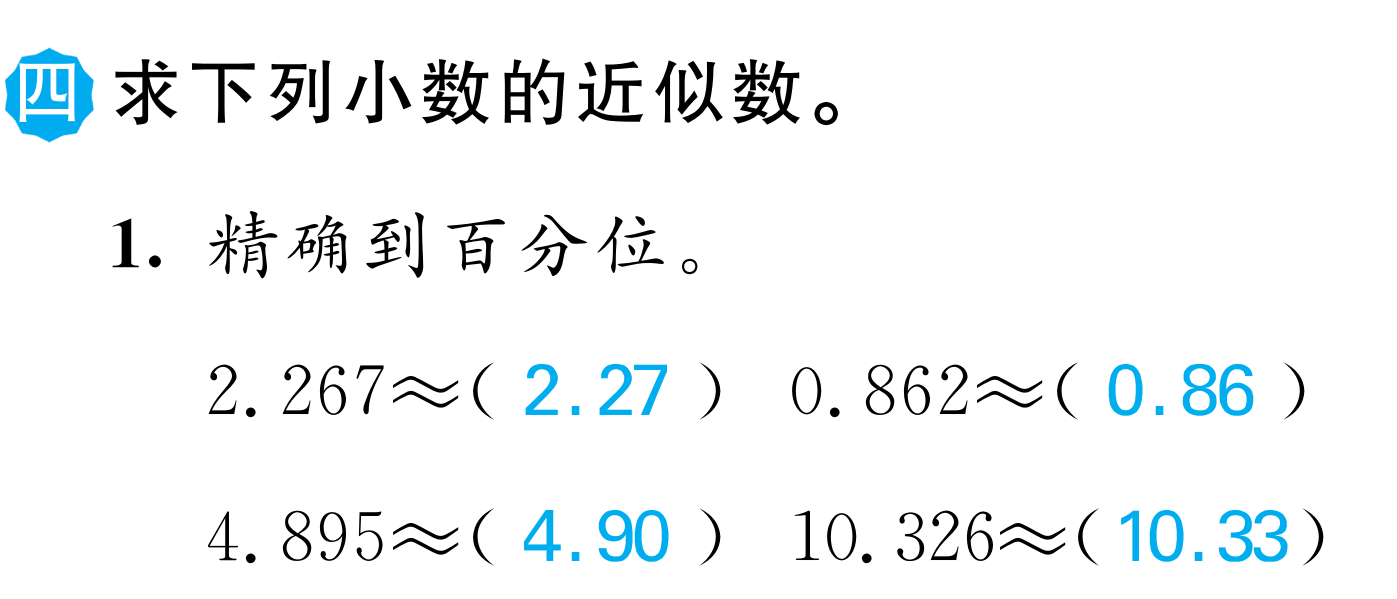 四 求下列小数的近似数。
1. 精确到百分位。
2.267≈( 2.27 ) 0.862≈( 0.86 )
4.895≈( 4.90 ) 10.326≈(10.33)